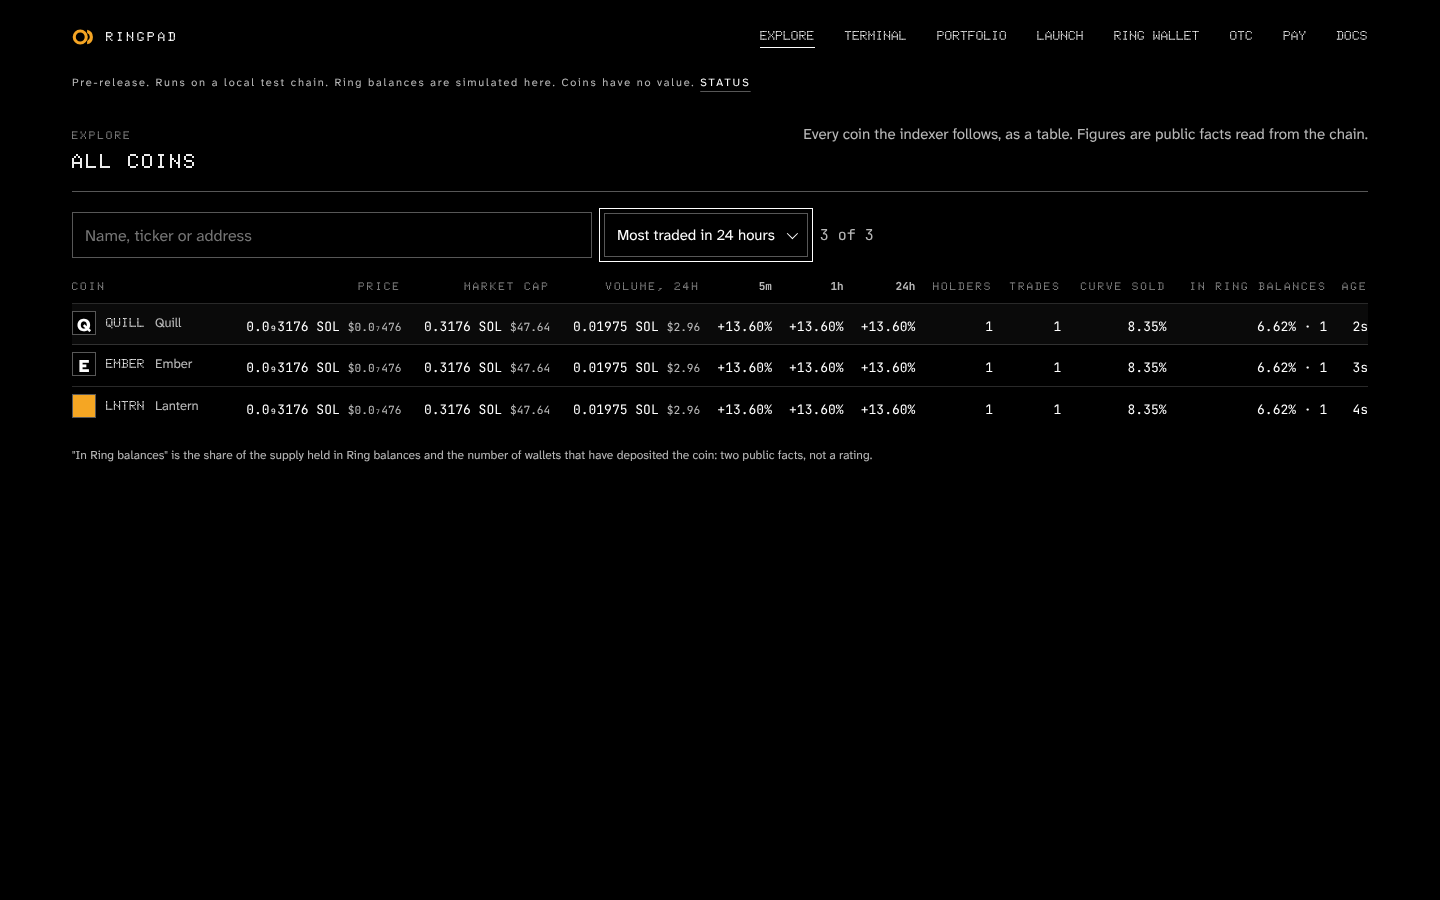 RINGPAD
EXPLORE TERMINAL PORTFOLIO LAUNCH RING WALLET OTC PAY DOCS
Pre-release. Runs on a local test chain. Ring balances are simulated here. Coins have no value. STATUS
EXPLORE
Every coin the indexer follows, as a table. Figures are public facts read from the chain.
ALL COINS
Name, ticker or address
Most traded in 24 hours
3 of 3
COIN PRICE MARKET CAP VOLUME, 24H 5m 1h 24h HOLDERS TRADES CURVE SOLD IN RING BALANCES AGE
Q QUILL Quill 0.0₉3176 SOL $0.0₇476 0.3176 SOL $47.64 0.01975 SOL $2.96 +13.60% +13.60% +13.60% 1 1 8.35% 6.62% · 1 2s
E EMBER Ember 0.0₉3176 SOL $0.0₇476 0.3176 SOL $47.64 0.01975 SOL $2.96 +13.60% +13.60% +13.60% 1 1 8.35% 6.62% · 1 3s
LNTRN Lantern 0.0₉3176 SOL $0.0₇476 0.3176 SOL $47.64 0.01975 SOL $2.96 +13.60% +13.60% +13.60% 1 1 8.35% 6.62% · 1 4s
"In Ring balances" is the share of the supply held in Ring balances and the number of wallets that have deposited the coin; two public facts, not a rating.